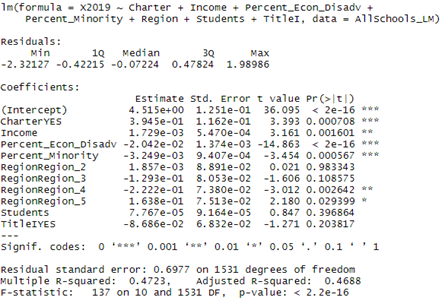 lm(formula = X2019 ~ Charter + Income + Percent_Econ_Disadv +
    Percent_Minority + Region + Students + TitleI, data = AllSchools_LM)
Residuals:
     Min       1Q   Median       3Q      Max
-2.32127 -0.42215 -0.07224  0.47824  1.98986
Coefficients:
                      Estimate Std. Error t value Pr(>|t|)
(Intercept)          4.515e+00  1.251e-01  36.095  < 2e-16 ***
CharterYES           3.945e-01  1.162e-01   3.393 0.000708 ***
Income               1.729e-03  5.470e-04   3.161 0.001601 **
Percent_Econ_Disadv -2.042e-02  1.374e-03 -14.863  < 2e-16 ***
Percent_Minority    -3.249e-03  9.407e-04  -3.454 0.000567 ***
RegionRegion_2       1.857e-03  8.891e-02   0.021 0.983343
RegionRegion_3      -1.293e-01  8.053e-02  -1.606 0.108575
RegionRegion_4      -2.222e-01  7.380e-02  -3.012 0.002642 **
RegionRegion_5       1.638e-01  7.513e-02   2.180 0.029399 *
Students             7.767e-05  9.164e-05   0.847 0.396864
TitleIYES           -8.686e-02  6.832e-02  -1.271 0.203817
---
Signif. codes:  0 ‘***’ 0.001 ‘**’ 0.01 ‘*’ 0.05 ‘.’ 0.1 ‘ ’ 1
Residual standard error: 0.6977 on 1531 degrees of freedom
Multiple R-squared:  0.4723,    Adjusted R-squared:  0.4688
F-statistic:   137 on 10 and 1531 DF,  p-value: < 2.2e-16